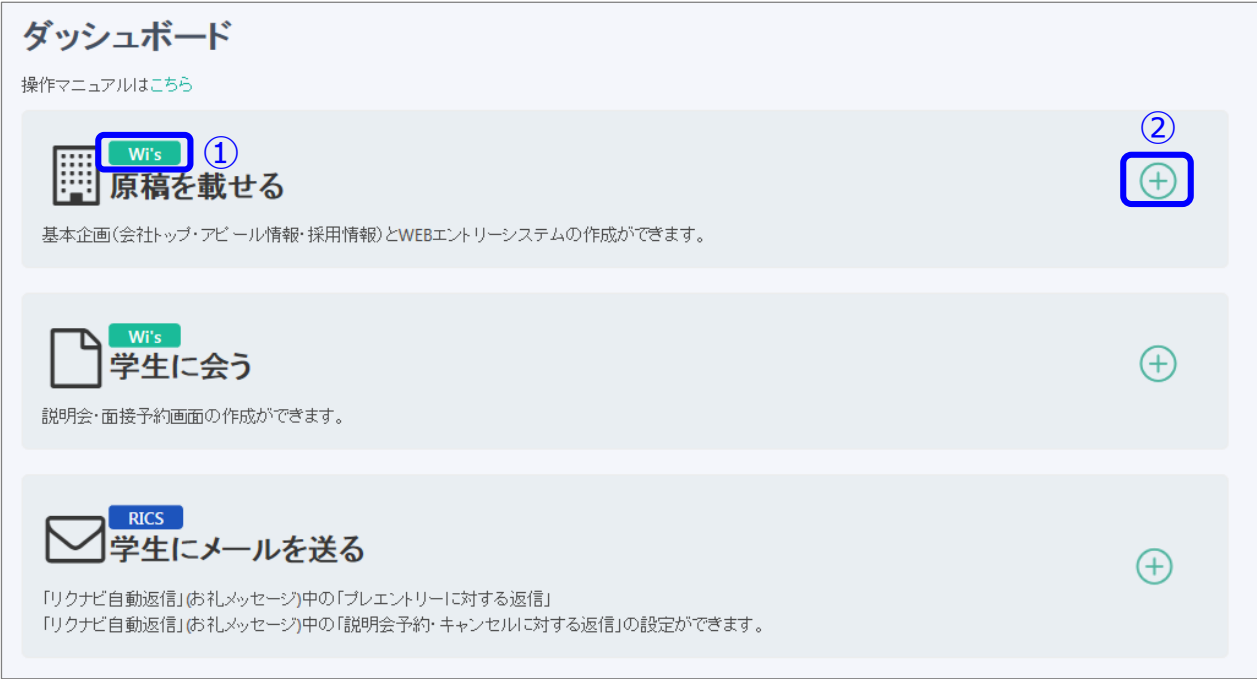 ダッシュボード
操作マニュアルはこちら
②
Wi's ①
原稿を載せる
基本企画(会社トップ・アピール情報・採用情報)とWEBエントリーシステムの作成ができます。
Wi's
学生に会う
説明会・面接予約画面の作成ができます。
RICS
学生にメールを送る
「リクナビ自動返信」(お礼メッセージ)中の「プレエントリーに対する返信」
「リクナビ自動返信」(お礼メッセージ)中の「説明会予約・キャンセルに対する返信」の設定ができます。